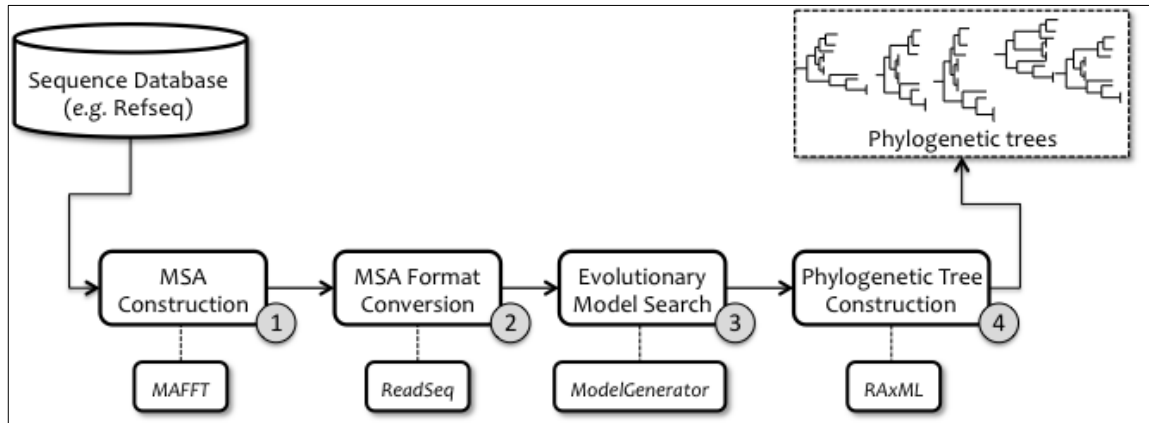 Sequence Database
(e.g. Refseq)
Phylogenetic trees
MSA
Construction
1
MAFFT
MSA Format
Conversion
2
ReadSeq
Evolutionary
Model Search
3
ModelGenerator
Phylogenetic Tree
Construction
4
RAxML